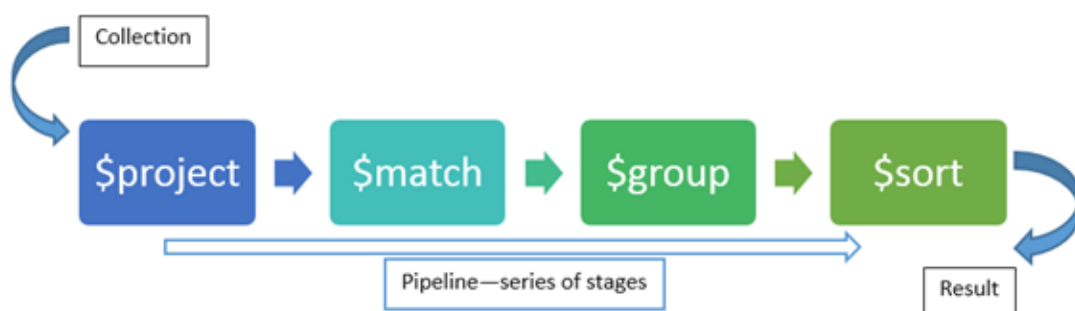 Collection
$project
$match
$group
$sort
Pipeline—series of stages
Result